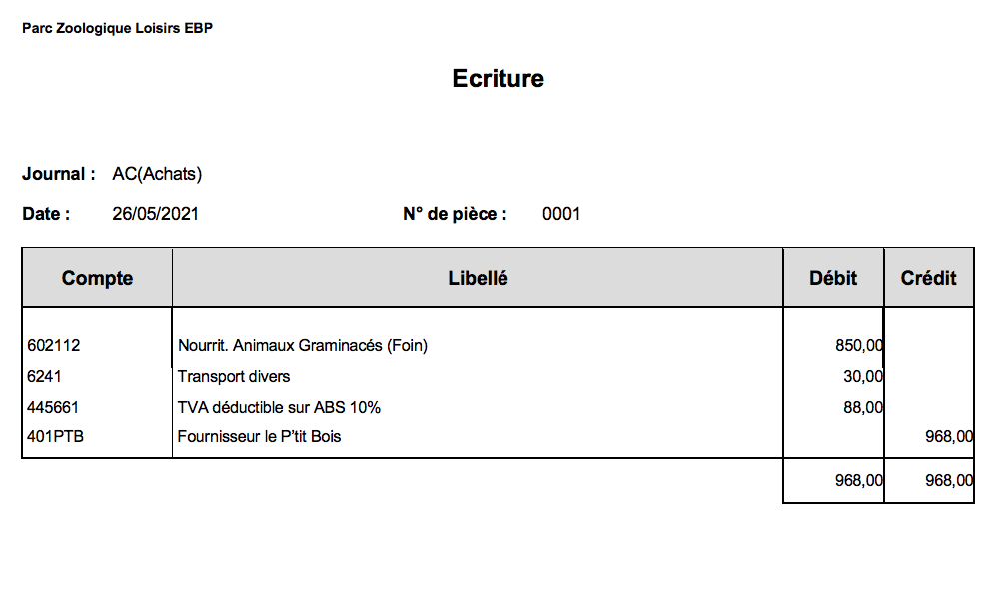 Parc Zoologique Loisirs EBP
Ecriture
Journal : AC(Achats)
Date : 26/05/2021 N° de pièce : 0001
Compte Libellé Débit Crédit
602112 Nourrit. Animaux Graminacés (Foin) 850,00
6241 Transport divers 30,00
445661 TVA déductible sur ABS 10% 88,00
401PTB Fournisseur le P'tit Bois 968,00
968,00 968,00